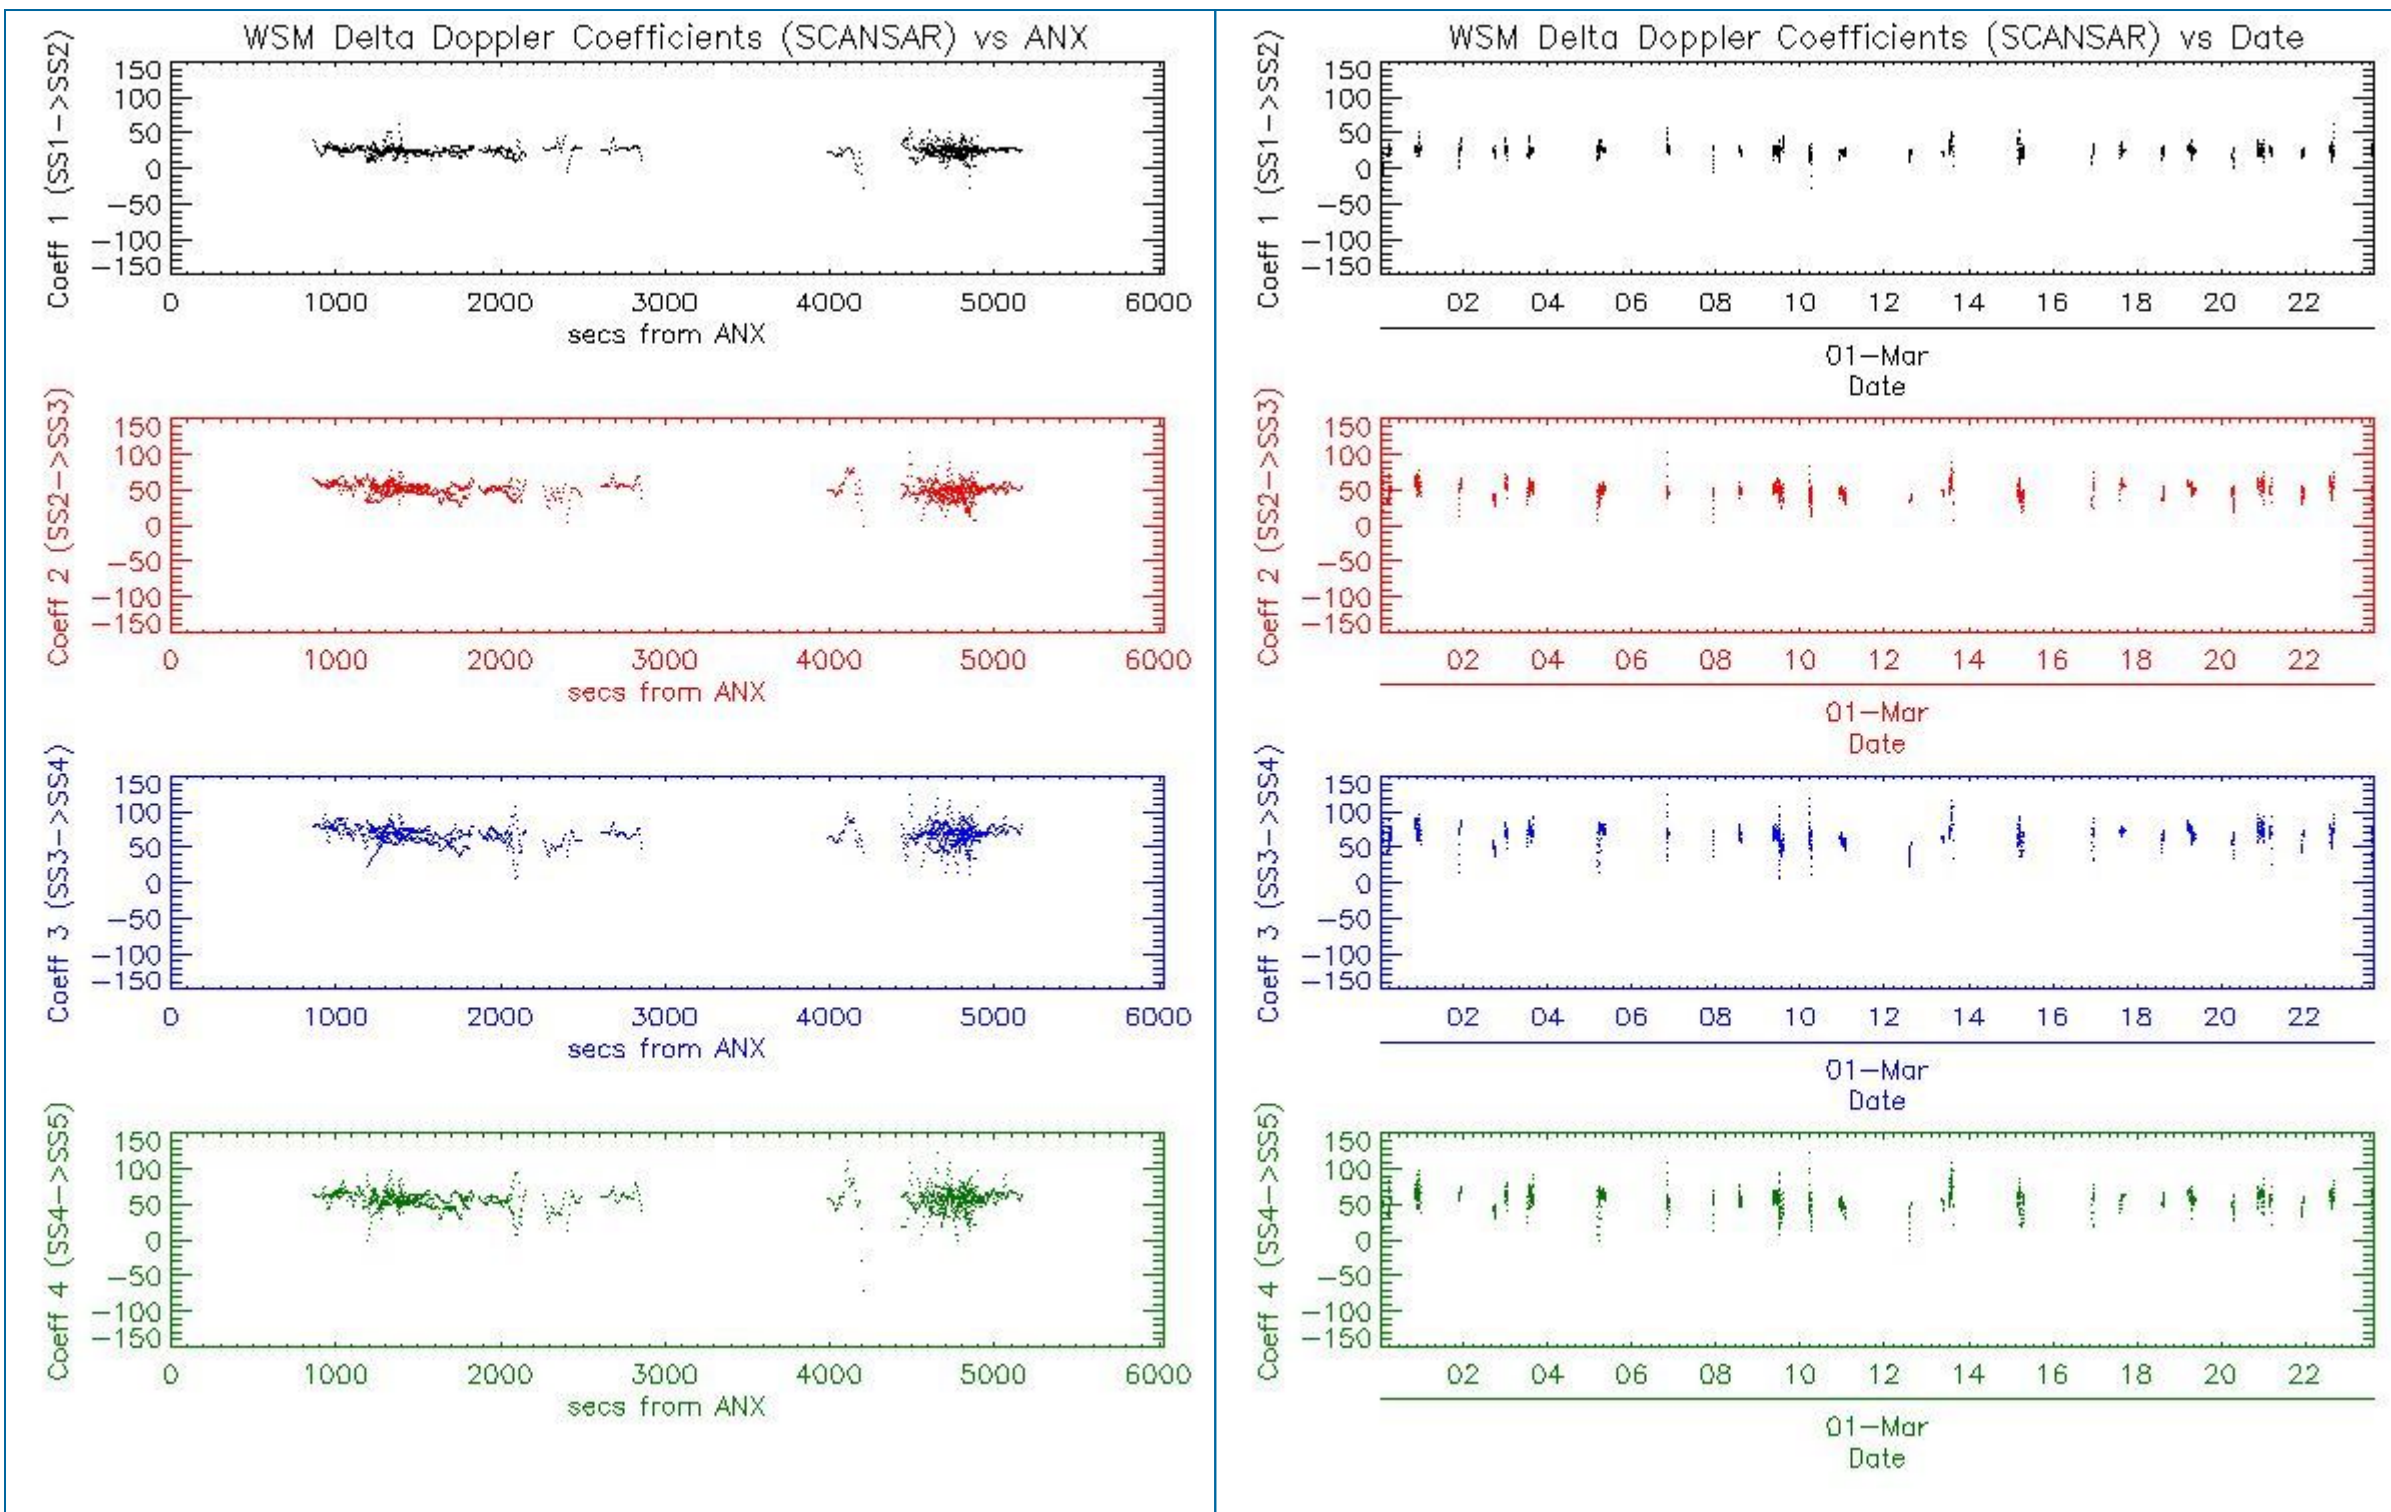 WSM Delta Doppler Coefficients (SCANSAR) vs ANX
Coeff 1 (SS1->SS2)
150
100
50
0
-50
-100
-150
0 1000 2000 3000 4000 5000 6000
secs from ANX
Coeff 2 (SS2->SS3)
150
100
50
0
-50
-100
-150
0 1000 2000 3000 4000 5000 6000
secs from ANX
Coeff 3 (SS3->SS4)
150
100
50
0
-50
-100
-150
0 1000 2000 3000 4000 5000 6000
secs from ANX
Coeff 4 (SS4->SS5)
150
100
50
0
-50
-100
-150
0 1000 2000 3000 4000 5000 6000
secs from ANX
WSM Delta Doppler Coefficients (SCANSAR) vs Date
Coeff 1 (SS1->SS2)
150
100
50
0
-50
-100
-150
02 04 06 08 10 12 14 16 18 20 22
01-Mar
Date
Coeff 2 (SS2->SS3)
150
100
50
0
-50
-100
-150
02 04 06 08 10 12 14 16 18 20 22
01-Mar
Date
Coeff 3 (SS3->SS4)
150
100
50
0
-50
-100
-150
02 04 06 08 10 12 14 16 18 20 22
01-Mar
Date
Coeff 4 (SS4->SS5)
150
100
50
0
-50
-100
-150
02 04 06 08 10 12 14 16 18 20 22
01-Mar
Date